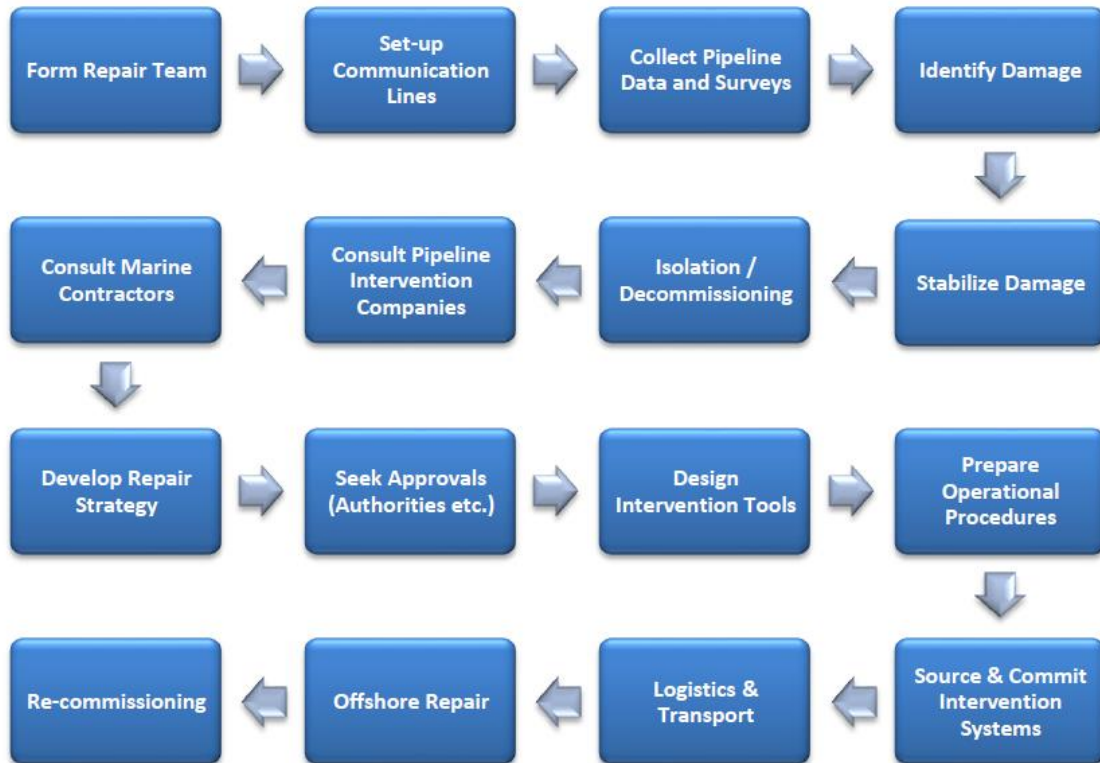 Form Repair Team
Set-up
Communication
Lines
Collect Pipeline
Data and Surveys
Identify Damage
Stabilize Damage
Isolation /
Decommissioning
Consult Pipeline
Intervention
Companies
Consult Marine
Contractors
Develop Repair
Strategy
Seek Approvals
(Authorities etc.)
Design
Intervention Tools
Prepare
Operational
Procedures
Source & Commit
Intervention
Systems
Logistics &
Transport
Offshore Repair
Re-commissioning